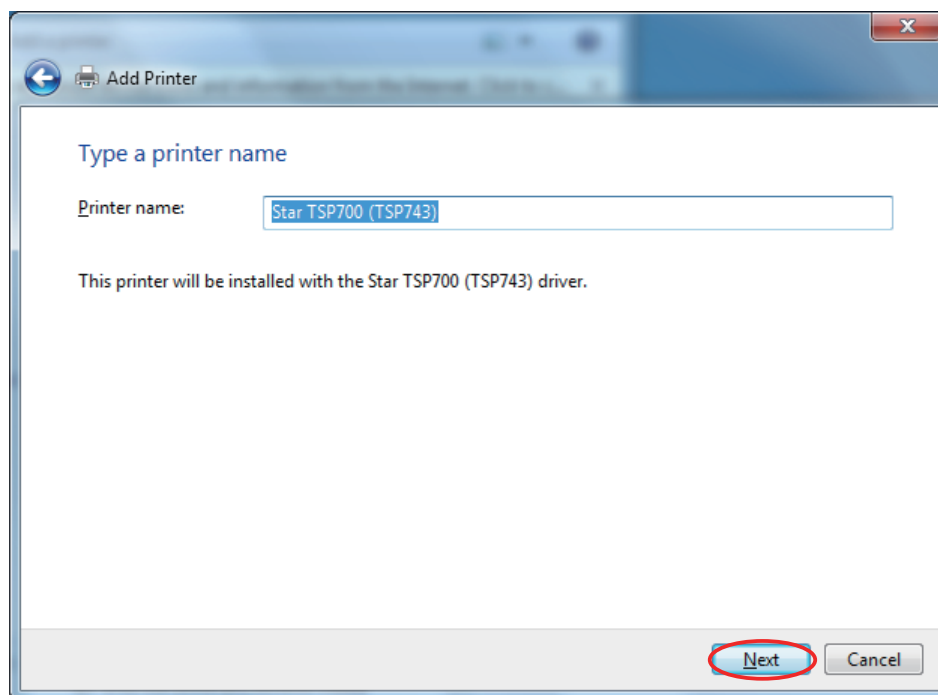 Add Printer
Type a printer name
Printer name:
Star TSP700 (TSP743)
This printer will be installed with the Star TSP700 (TSP743) driver.
Next
Cancel